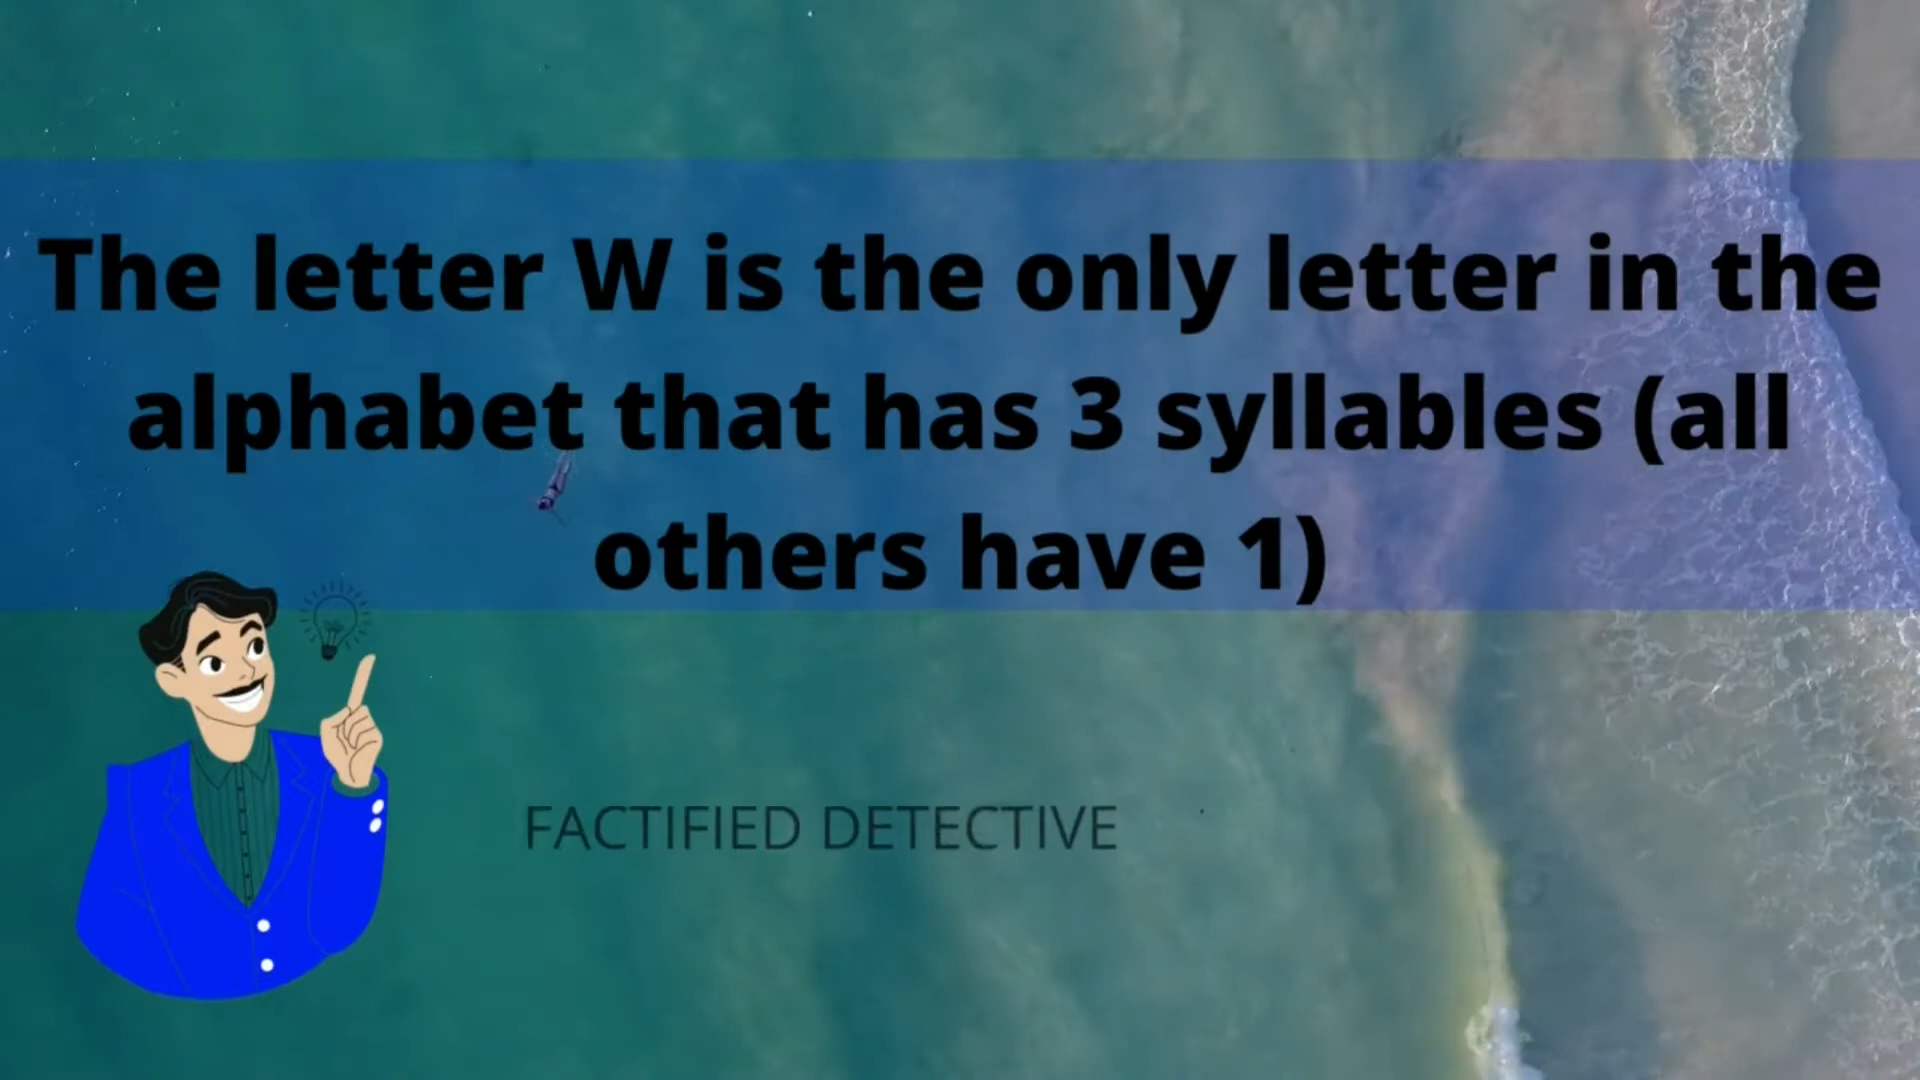 The letter W is the only letter in the
alphabet that has 3 syllables (all
others have 1)
FACTIFIED DETECTIVE